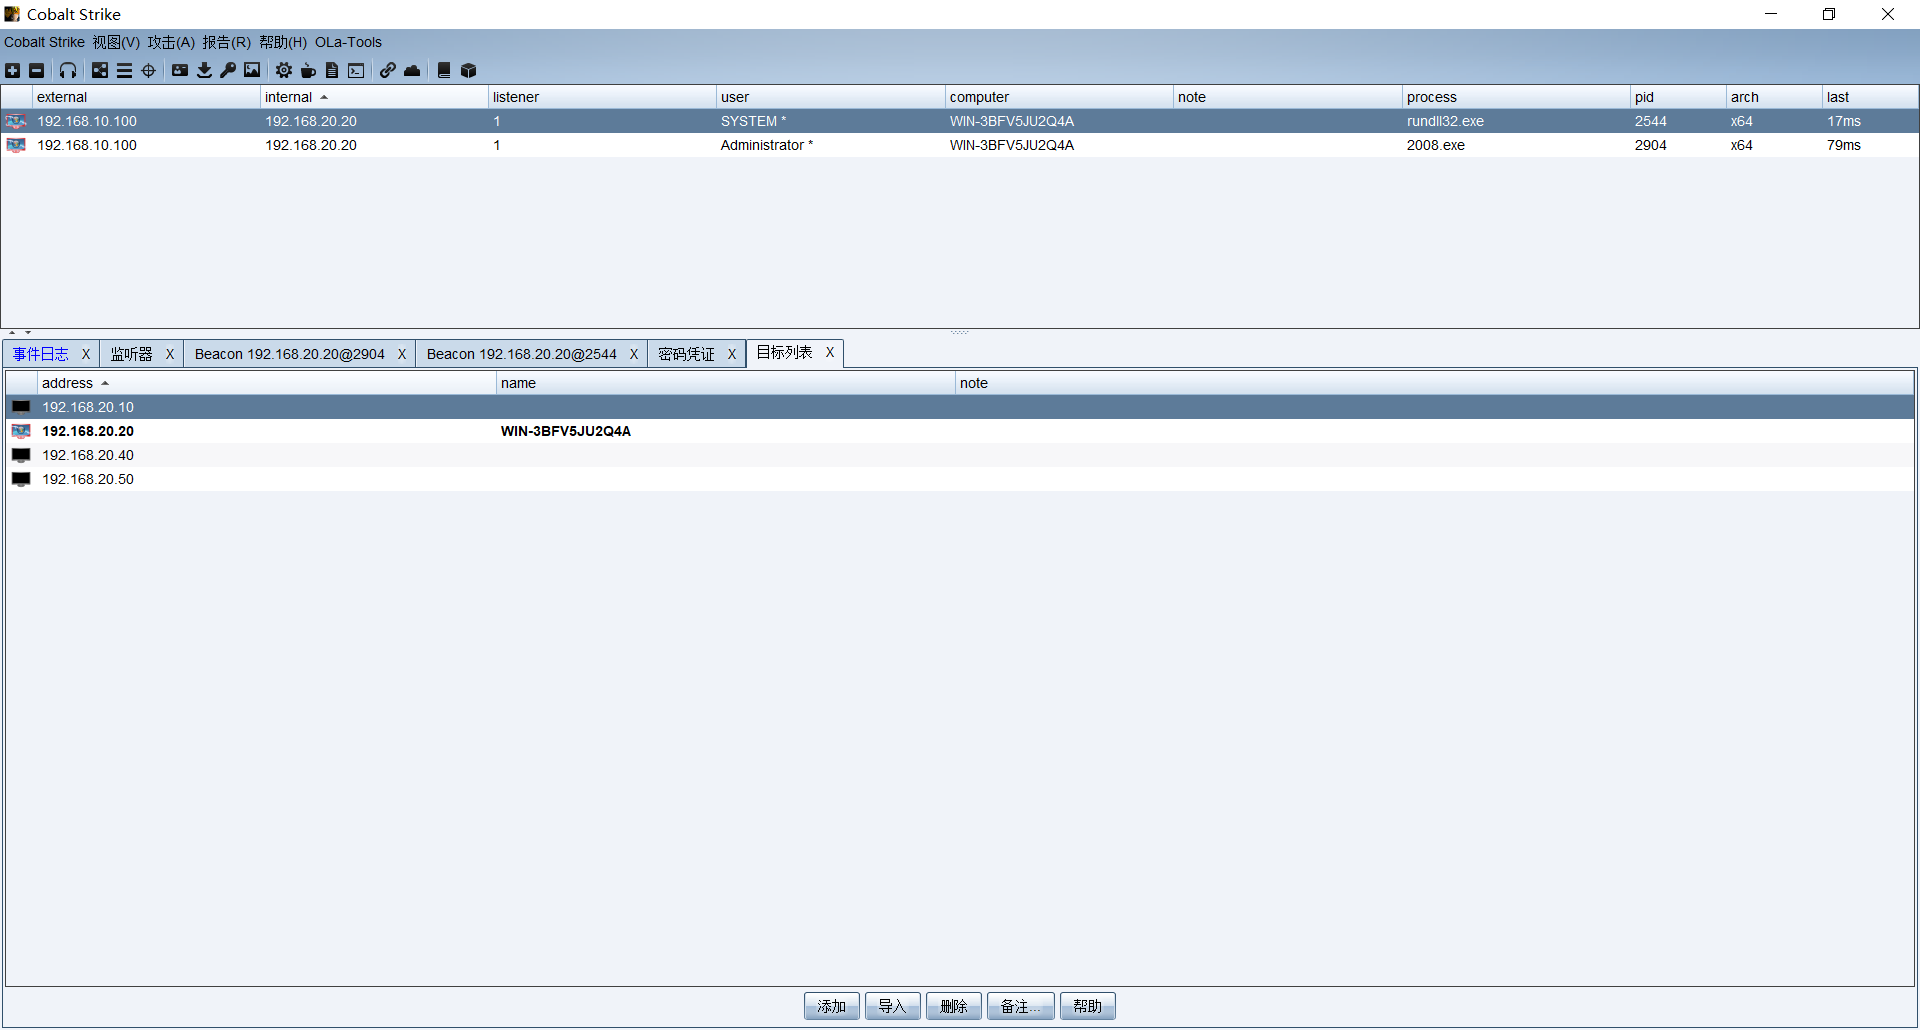 Cobalt Strike
Cobalt Strike 视图(V) 攻击(A) 报告(R) 帮助(H) OLa-Tools
external internal listener user computer note process pid arch last
192.168.10.100 192.168.20.20 1 SYSTEM * WIN-3BFV5JU2Q4A rundll32.exe 2544 x64 17ms
192.168.10.100 192.168.20.20 1 Administrator * WIN-3BFV5JU2Q4A 2008.exe 2904 x64 79ms
事件日志 X 监听器 X Beacon 192.168.20.20@2904 X Beacon 192.168.20.20@2544 X 密码凭证 X 目标列表 X
address name note
192.168.20.10
192.168.20.20 WIN-3BFV5JU2Q4A
192.168.20.40
192.168.20.50
添加 导入 删除 备注... 帮助